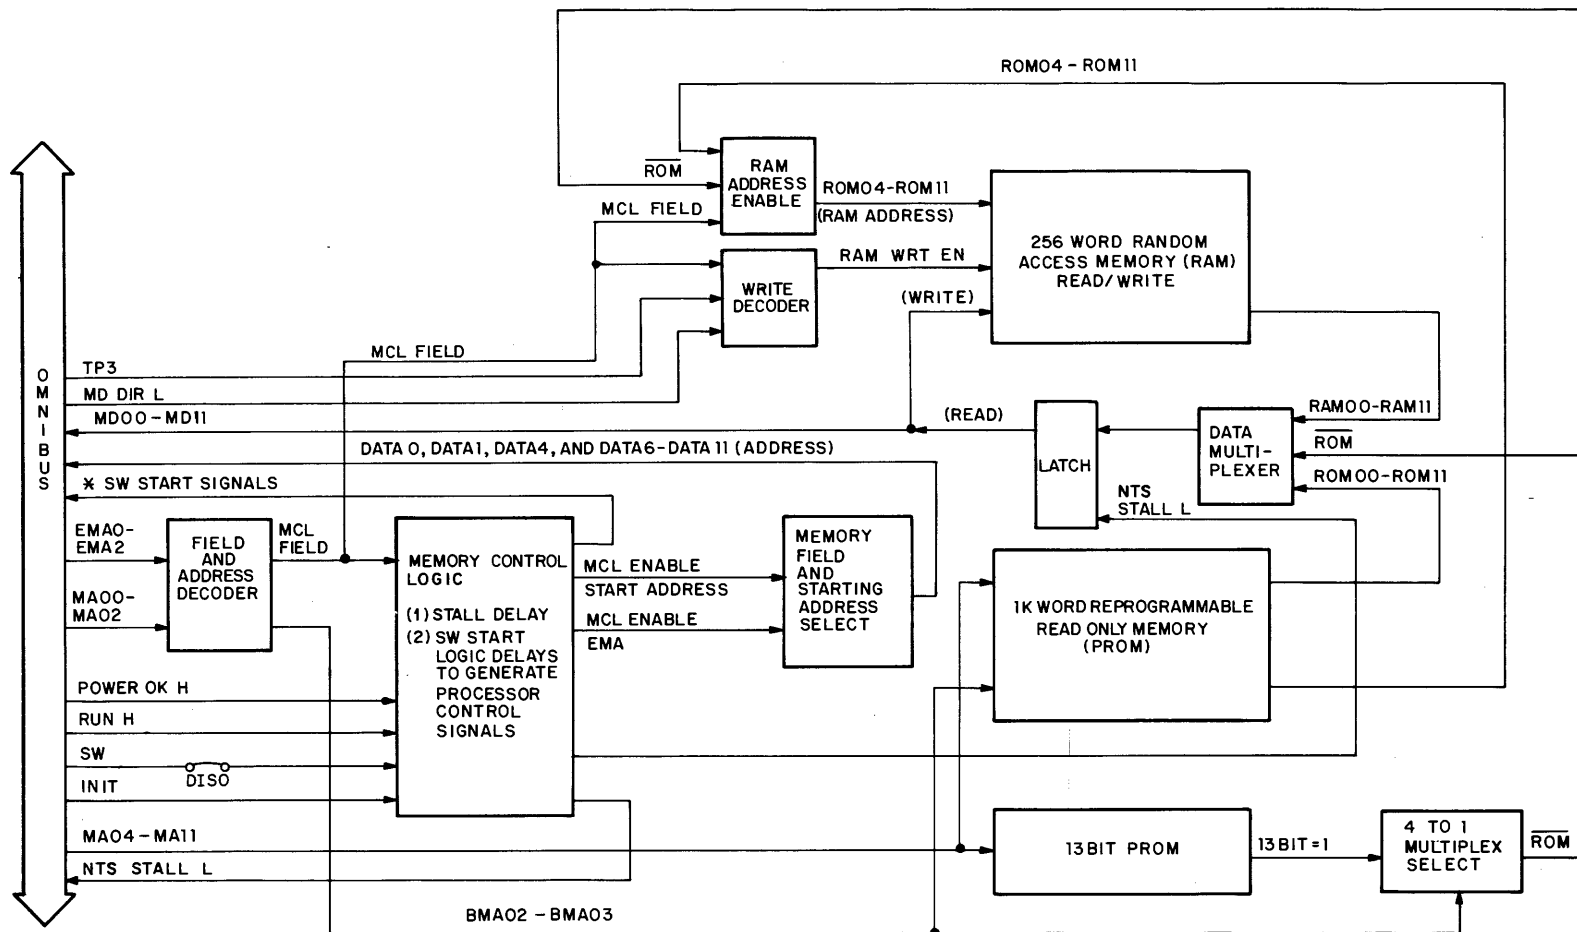 ROM04 - ROM11
ROM
RAM
ADDRESS
ENABLE
ROM04-ROM11
(RAM ADDRESS)
MCL FIELD
256 WORD RANDOM
ACCESS MEMORY (RAM)
READ/WRITE
RAM WRT EN
WRITE
DECODER
(WRITE)
MCL FIELD
OMNIBUS
TP3
MD DIR L
MD00-MD11
(READ)
RAM00-RAM11
DATA 0, DATA1, DATA4, AND DATA6-DATA 11 (ADDRESS)
LATCH
DATA
MULTI-
PLEXER
ROM
ROM00-ROM11
* SW START SIGNALS
NTS
STALL L
EMA0-
EMA2
FIELD
AND
ADDRESS
DECODER
MCL
FIELD
MA00-
MA02
MEMORY CONTROL
LOGIC
(1) STALL DELAY
(2) SW START
LOGIC DELAYS
TO GENERATE
PROCESSOR
CONTROL
SIGNALS
MCL ENABLE
START ADDRESS
MCL ENABLE
EMA
MEMORY
FIELD
AND
STARTING
ADDRESS
SELECT
1K WORD REPROGRAMMABLE
READ ONLY MEMORY
(PROM)
POWER OK H
RUN H
SW
DISO
INIT
MA04-MA11
NTS STALL L
13 BIT PROM
13 BIT=1
4 TO 1
MULTIPLEX
SELECT
ROM
BMA02 - BMA03